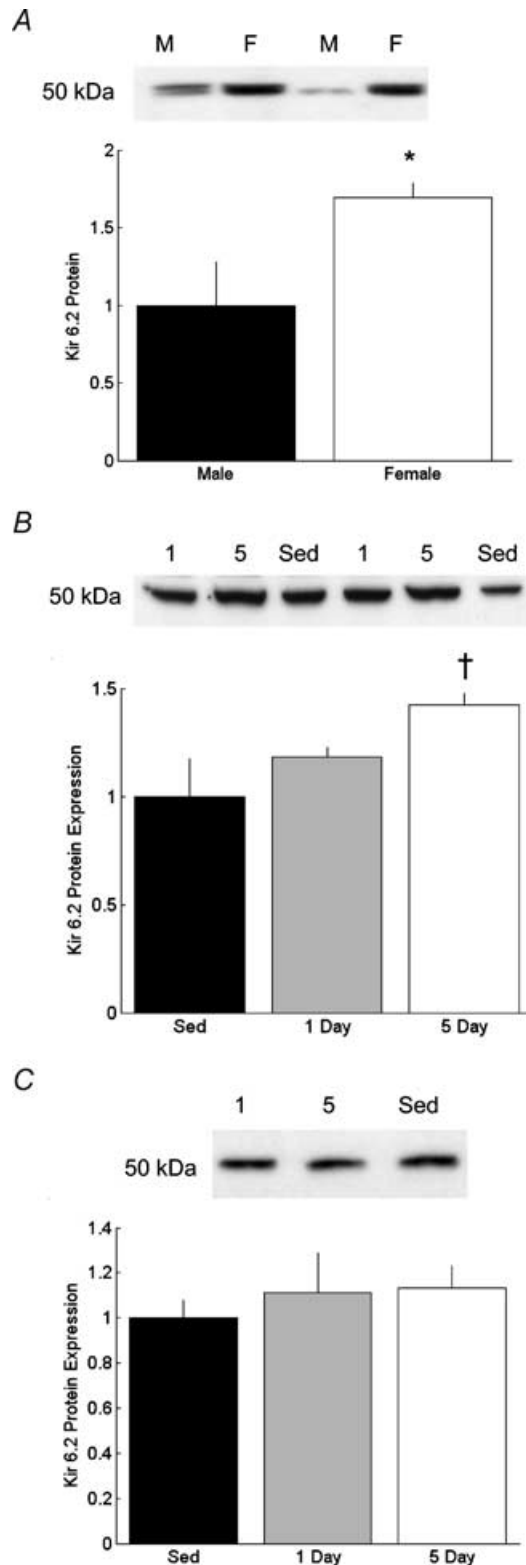 A
M F M F
50 kDa
2
*
1.5
1
0.5
0
Kir 6.2 Protein
Male Female
B
1 5 Sed 1 5 Sed
50 kDa
†
1.5
1
0.5
0
Kir 6.2 Protein Expression
Sed 1 Day 5 Day
C
1 5 Sed
50 kDa
1.4
1.2
1
0.8
0.6
0.4
0.2
0
Kir 6.2 Protein Expression
Sed 1 Day 5 Day